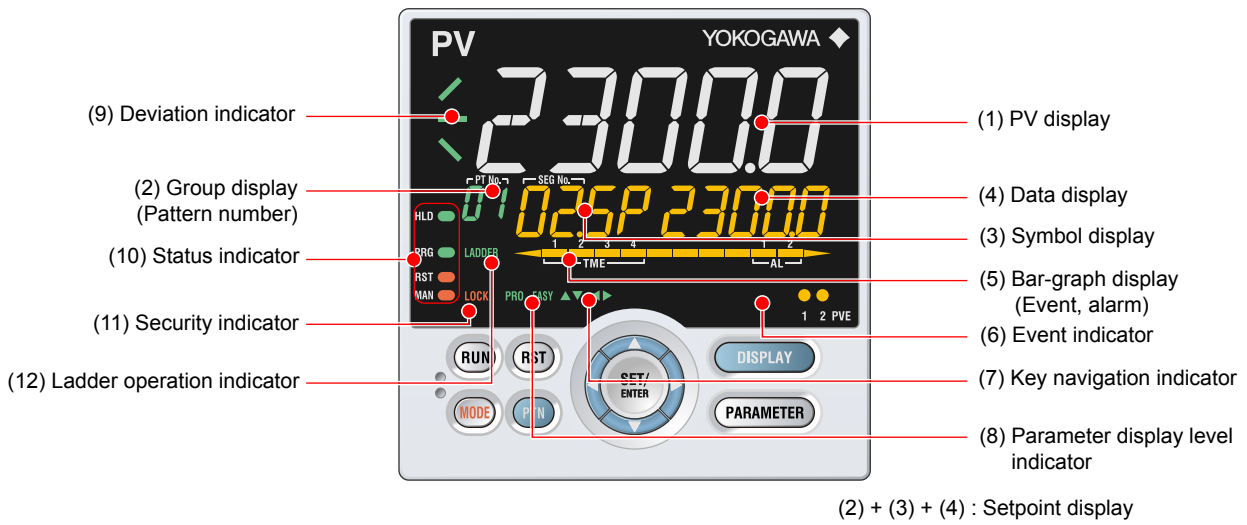 PV YOKOGAWA
2300.0
(9) Deviation indicator
(1) PV display
(2) Group display
(Pattern number)
PT No. SEG No.
01 02.SP 2300.0
(4) Data display
(3) Symbol display
HLD
PRG LADDER
RST
MAN LOCK PRO EASY
1 2 3 4 1 2
TME AL
(10) Status indicator
(5) Bar-graph display
(Event, alarm)
1 2 PVE
(11) Security indicator
(6) Event indicator
RUN RST DISPLAY
(12) Ladder operation indicator
SET/
ENTER
(7) Key navigation indicator
MODE PTN PARAMETER
(8) Parameter display level
indicator
(2) + (3) + (4) : Setpoint display